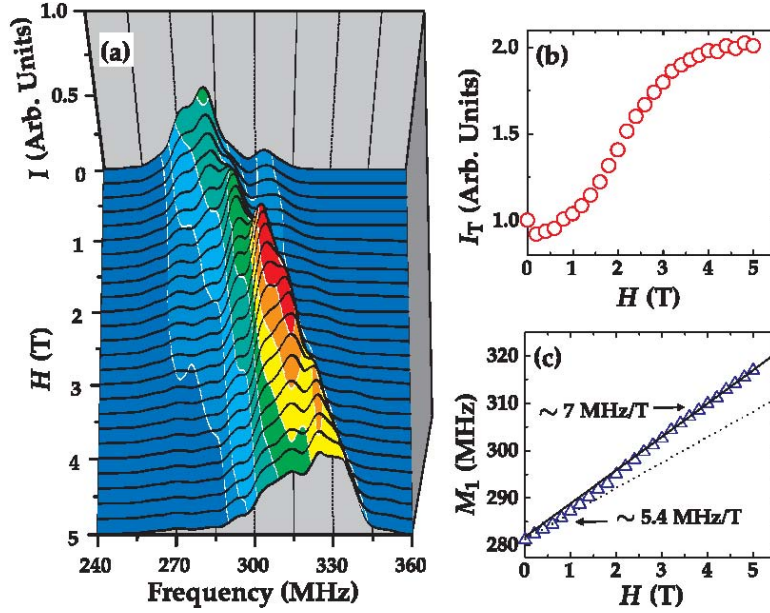 (a)
I (Arb. Units)
1.0
0.5
0
1
2
3
4
5
H (T)
240 270 300 330 360
Frequency (MHz)
(b)
I_T (Arb. Units)
2.0
1.5
1.0
0 1 2 3 4 5
H (T)
(c)
M_1 (MHz)
320
310
300
290
280
~ 7 MHz/T
~ 5.4 MHz/T
0 1 2 3 4 5
H (T)